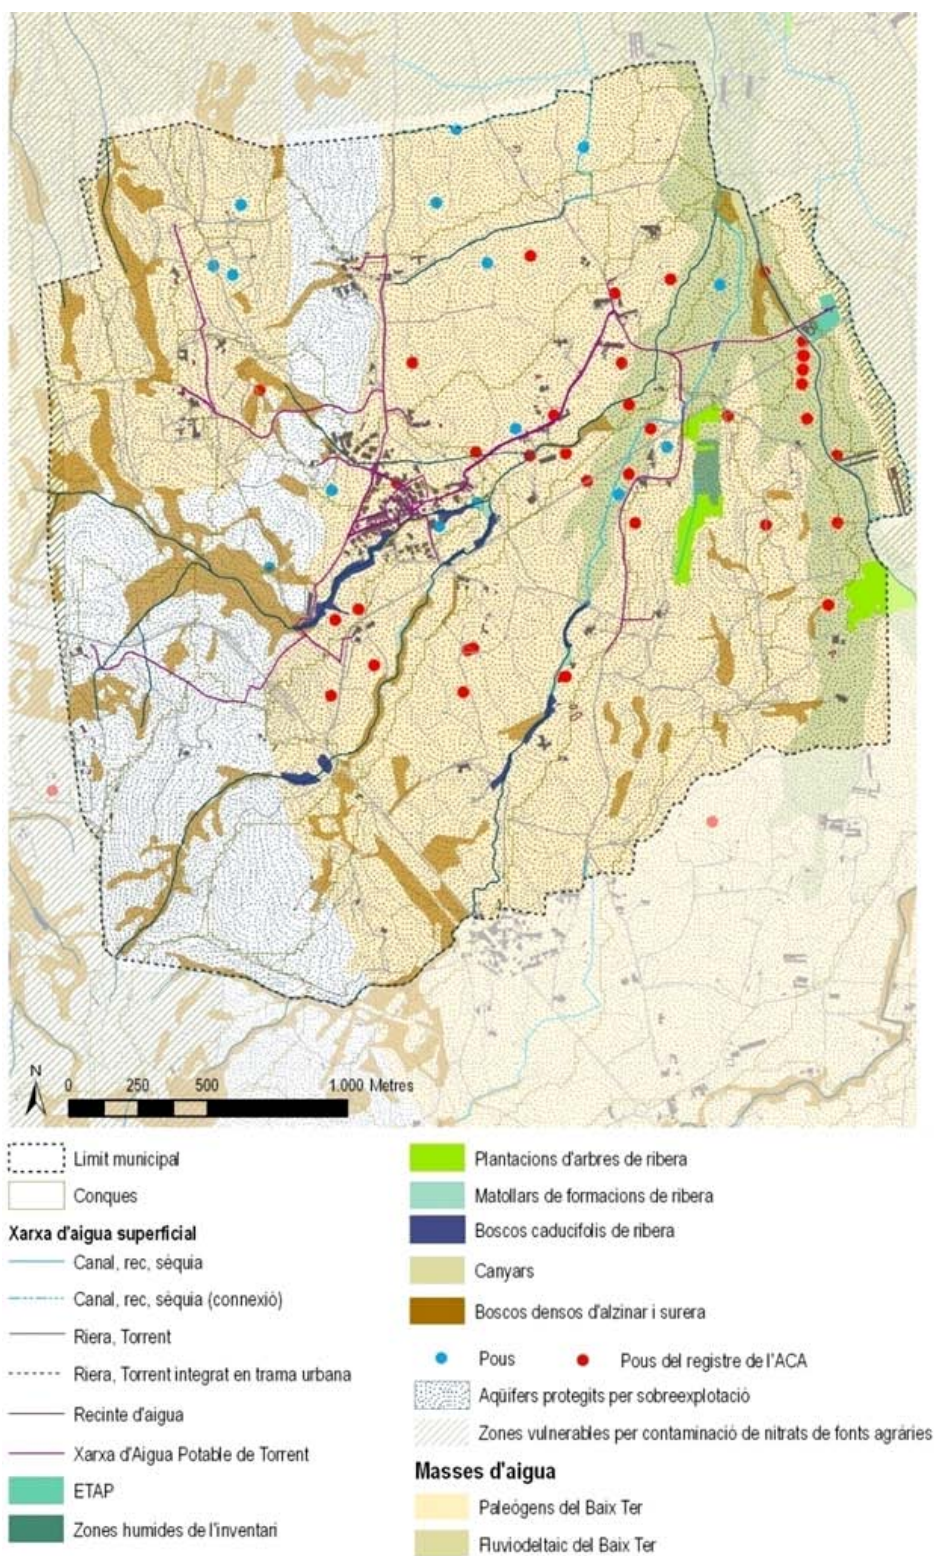 N
0 250 500 1.000 Metres
Límit municipal
Conques
Xarxa d'aigua superficial
Canal, rec, sèquia
Canal, rec, sèquia (connexió)
Riera, Torrent
Riera, Torrent integrat en trama urbana
Recinte d'aigua
Xarxa d'Aigua Potable de Torrent
ETAP
Zones humides de l'inventari
Plantacions d'arbres de ribera
Matollars de formacions de ribera
Boscos caducifolis de ribera
Canyars
Boscos densos d'alzinar i surera
Pous
Pous del registre de l'ACA
Aqüífers protegits per sobreexplotació
Zones vulnerables per contaminació de nitrats de fonts agràries
Masses d'aigua
Paleògens del Baix Ter
Fluviodeltaic del Baix Ter